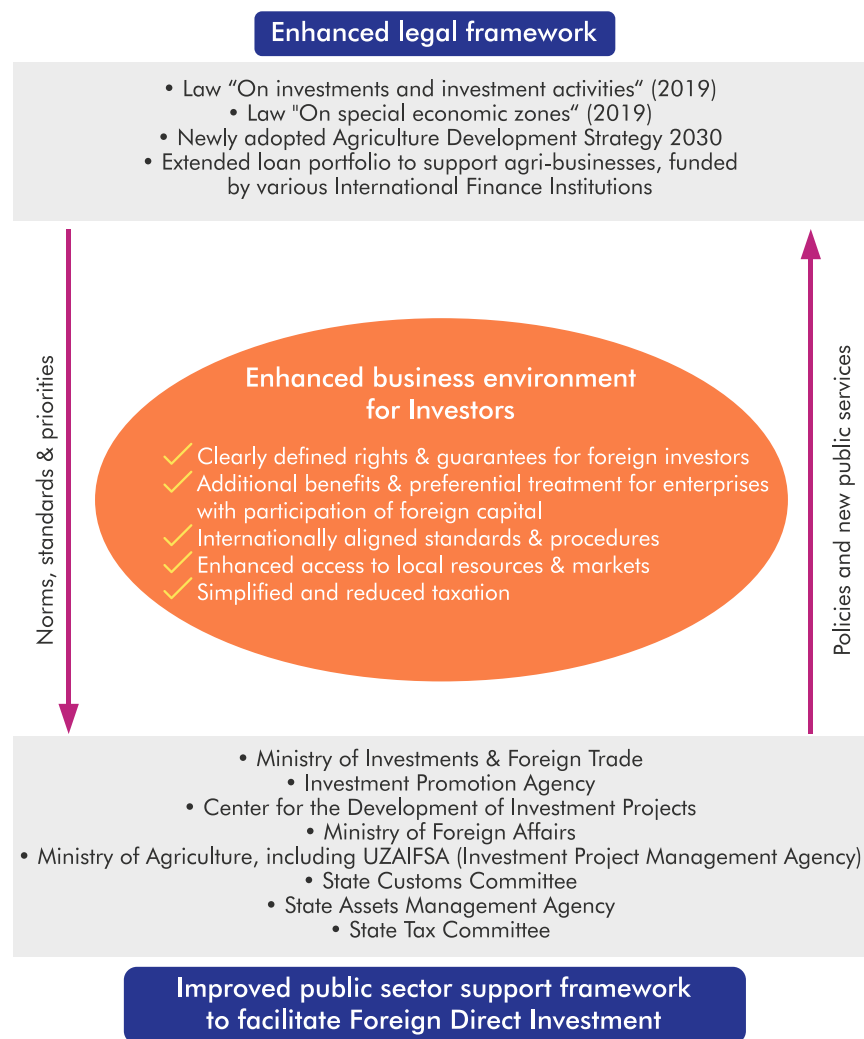 Enhanced legal framework
• Law “On investments and investment activities“ (2019)
• Law "On special economic zones“ (2019)
• Newly adopted Agriculture Development Strategy 2030
• Extended loan portfolio to support agri-businesses, funded
by various International Finance Institutions
Norms, standards & priorities
Enhanced business environment
for Investors
Clearly defined rights & guarantees for foreign investors
Additional benefits & preferential treatment for enterprises
with participation of foreign capital
Internationally aligned standards & procedures
Enhanced access to local resources & markets
Simplified and reduced taxation
Policies and new public services
• Ministry of Investments & Foreign Trade
• Investment Promotion Agency
• Center for the Development of Investment Projects
• Ministry of Foreign Affairs
• Ministry of Agriculture, including UZAIFSA (Investment Project Management Agency)
• State Customs Committee
• State Assets Management Agency
• State Tax Committee
Improved public sector support framework
to facilitate Foreign Direct Investment